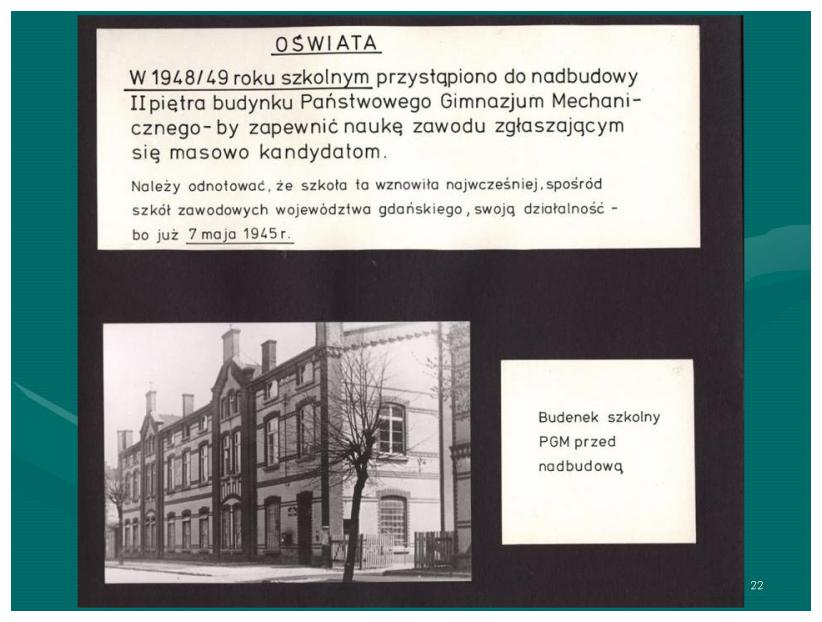 OŚWIATA
W 1948/49 roku szkolnym przystąpiono do nadbudowy
II piętra budynku Państwowego Gimnazjum Mechani-
cznego - by zapewnić naukę zawodu zgłaszającym
się masowo kandydatom.
Należy odnotować, że szkoła ta wznowiła najwcześniej, spośród
szkół zawodowych województwa gdańskiego, swoją działalność -
bo już 7 maja 1945 r.
Budenek szkolny
PGM przed
nadbudową
22